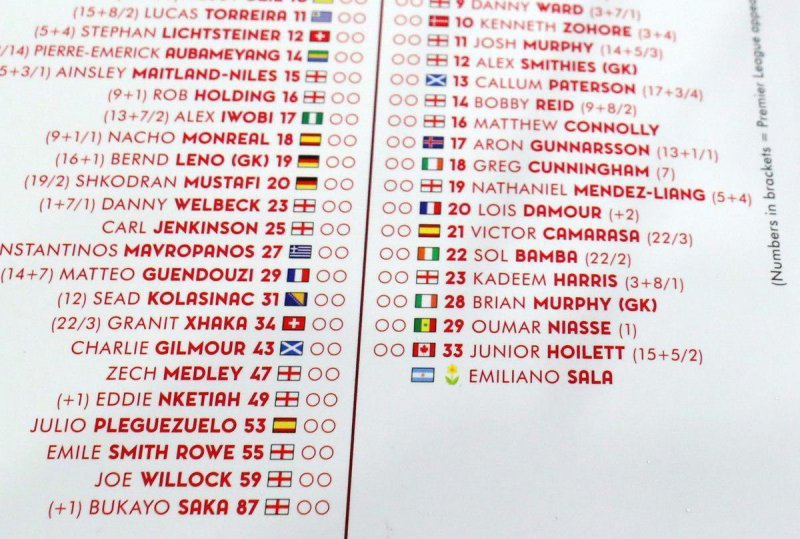 (15+8/2) LUCAS TORREIRA 11
(5+4) STEPHAN LICHTSTEINER 12
/14) PIERRE-EMERICK AUBAMEYANG 14
5+3/1) AINSLEY MAITLAND-NILES 15
(9+1) ROB HOLDING 16
(13+7/2) ALEX IWOBI 17
(9+1/1) NACHO MONREAL 18
(16+1) BERND LENO (GK) 19
(19/2) SHKODRAN MUSTAFI 20
(1+7/1) DANNY WELBECK 23
CARL JENKINSON 25
NSTANTINOS MAVROPANOS 27
(14+7) MATTEO GUENDOUZI 29
(12) SEAD KOLASINAC 31
(22/3) GRANIT XHAKA 34
CHARLIE GILMOUR 43
ZECH MEDLEY 47
(+1) EDDIE NKETIAH 49
JULIO PLEGUEZUELO 53
EMILE SMITH ROWE 55
JOE WILLOCK 59
(+1) BUKAYO SAKA 87
9 DANNY WARD (3+7/1)
10 KENNETH ZOHORE (3+4)
11 JOSH MURPHY (14+5/3)
12 ALEX SMITHIES (GK)
13 CALLUM PATERSON (17+3/4)
14 BOBBY REID (9+8/2)
16 MATTHEW CONNOLLY
17 ARON GUNNARSSON (13+1/1)
18 GREG CUNNINGHAM (7)
19 NATHANIEL MENDEZ-LIANG (5+4)
20 LOIS DAMOUR (+2)
21 VICTOR CAMARASA (22/3)
22 SOL BAMBA (22/2)
23 KADEEM HARRIS (3+8/1)
28 BRIAN MURPHY (GK)
29 OUMAR NIASSE (1)
33 JUNIOR HOILETT (15+5/2)
EMILIANO SALA
(Numbers in brackets = Premier League appea